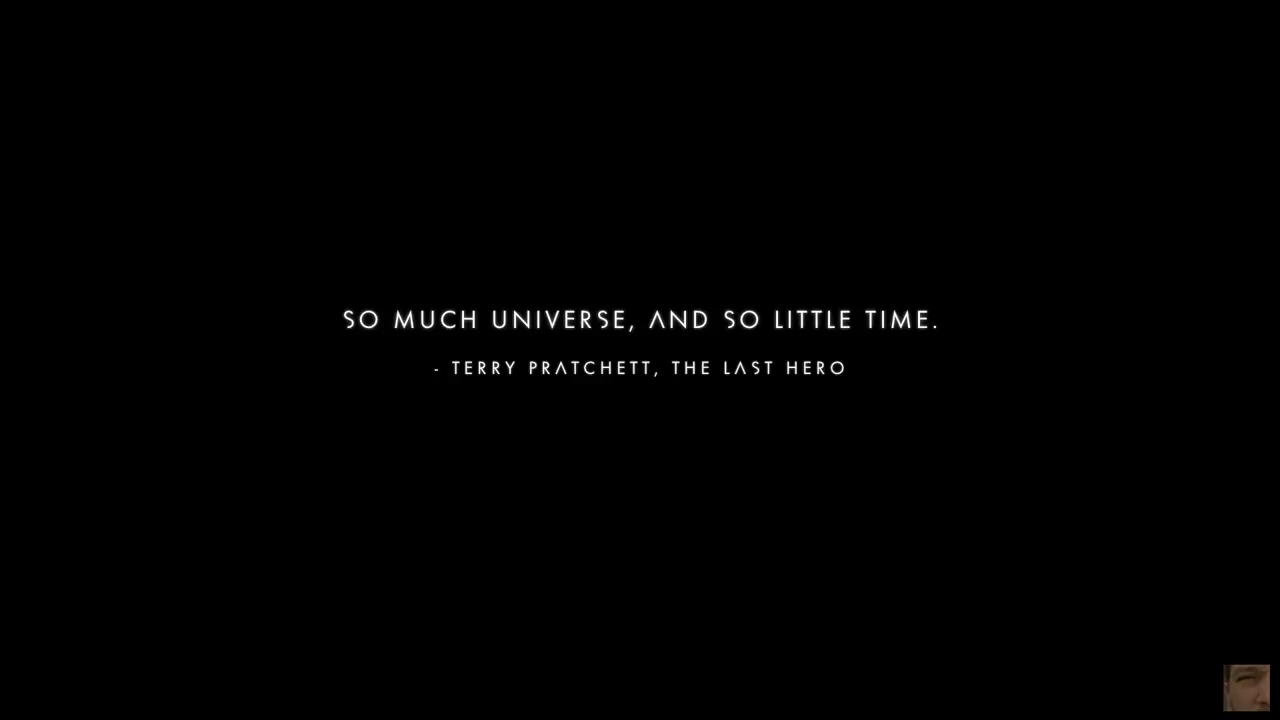 SO MUCH UNIVERSE, AND SO LITTLE TIME.
- TERRY PRATCHETT, THE LAST HERO